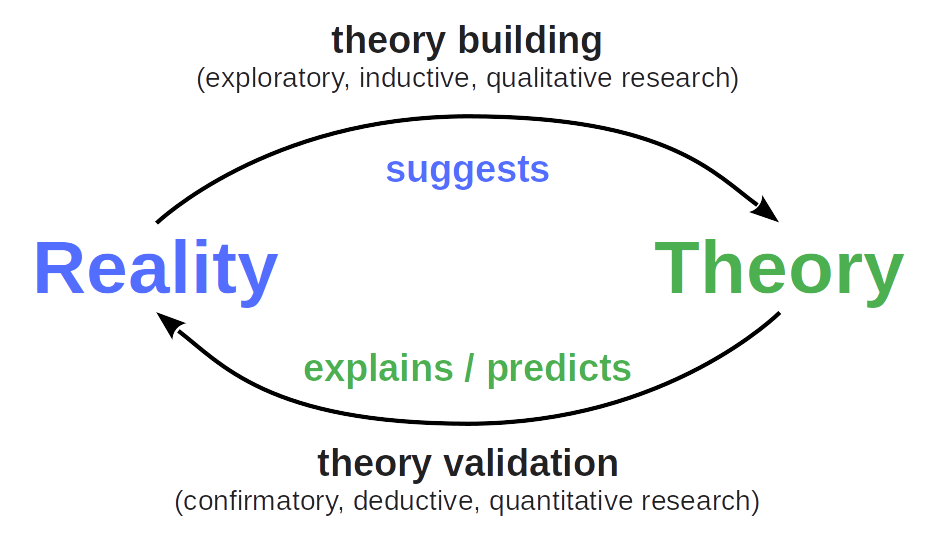 theory building
(exploratory, inductive, qualitative research)
suggests
Reality
Theory
explains / predicts
theory validation
(confirmatory, deductive, quantitative research)